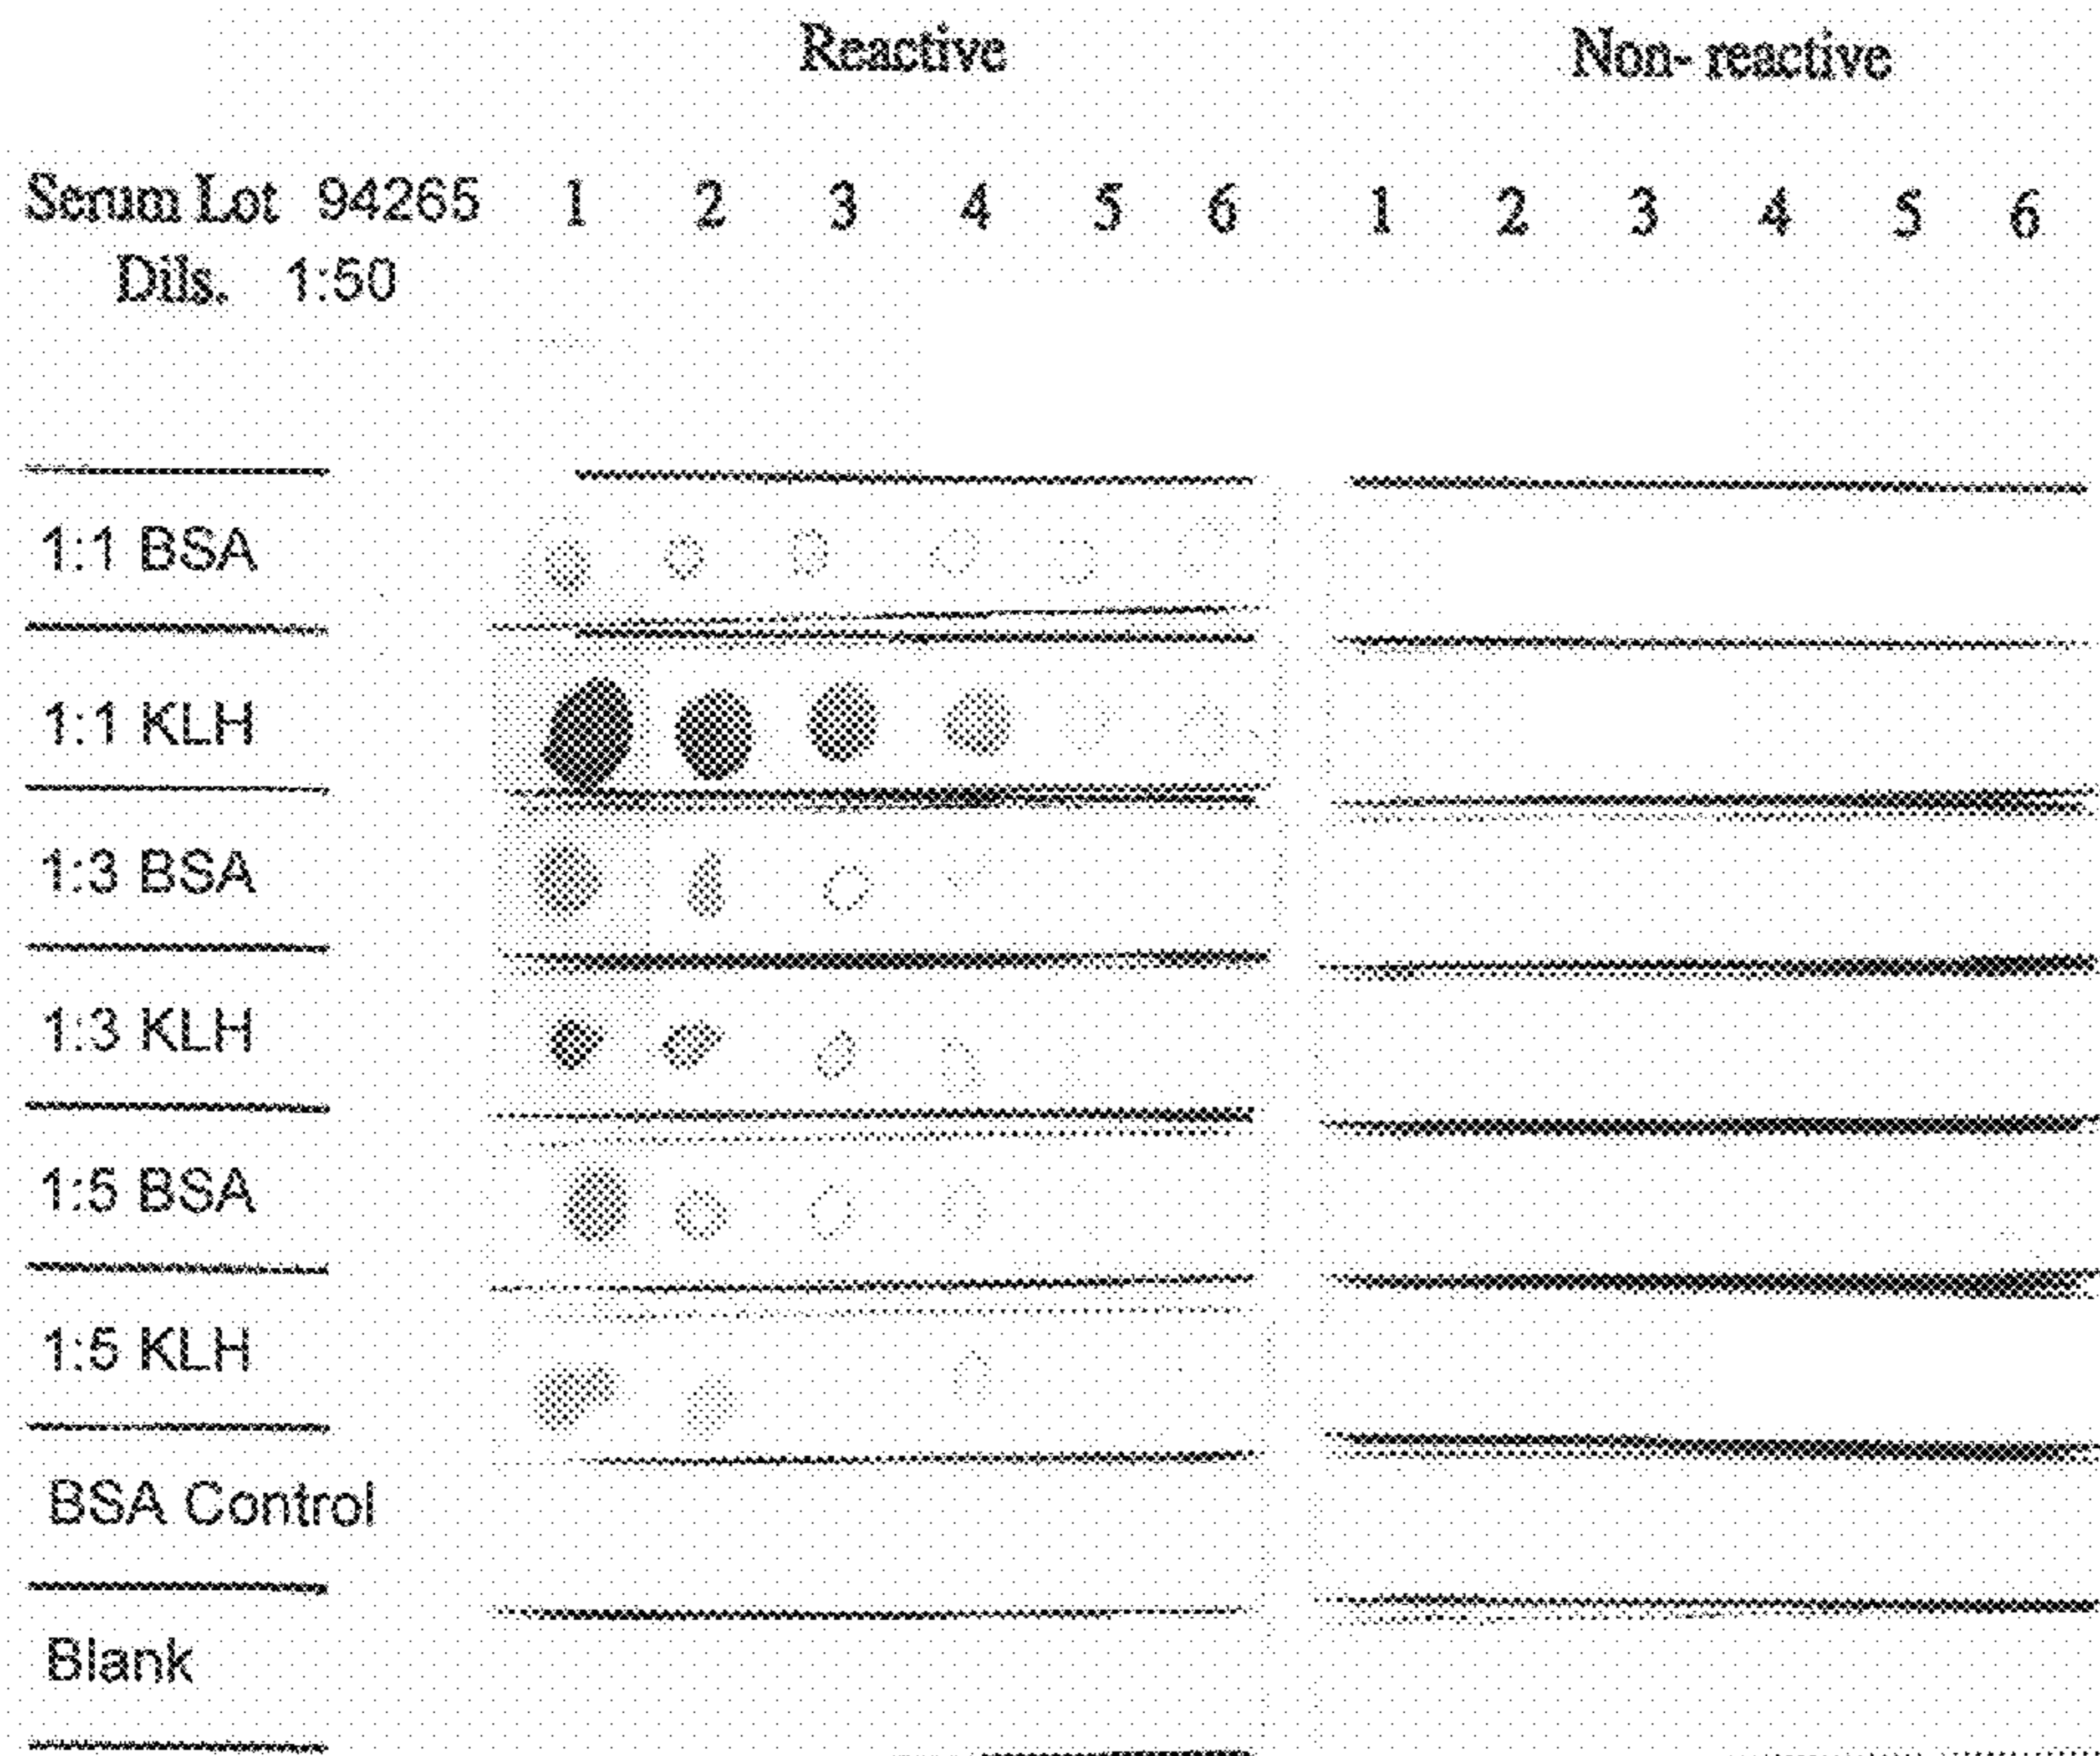 Reactive Non- reactive
Serum Lot 94265 1 2 3 4 5 6 1 2 3 4 5 6
Dils. 1:50
1:1 BSA
1:1 KLH
1:3 BSA
1:3 KLH
1:5 BSA
1:5 KLH
BSA Control
Blank